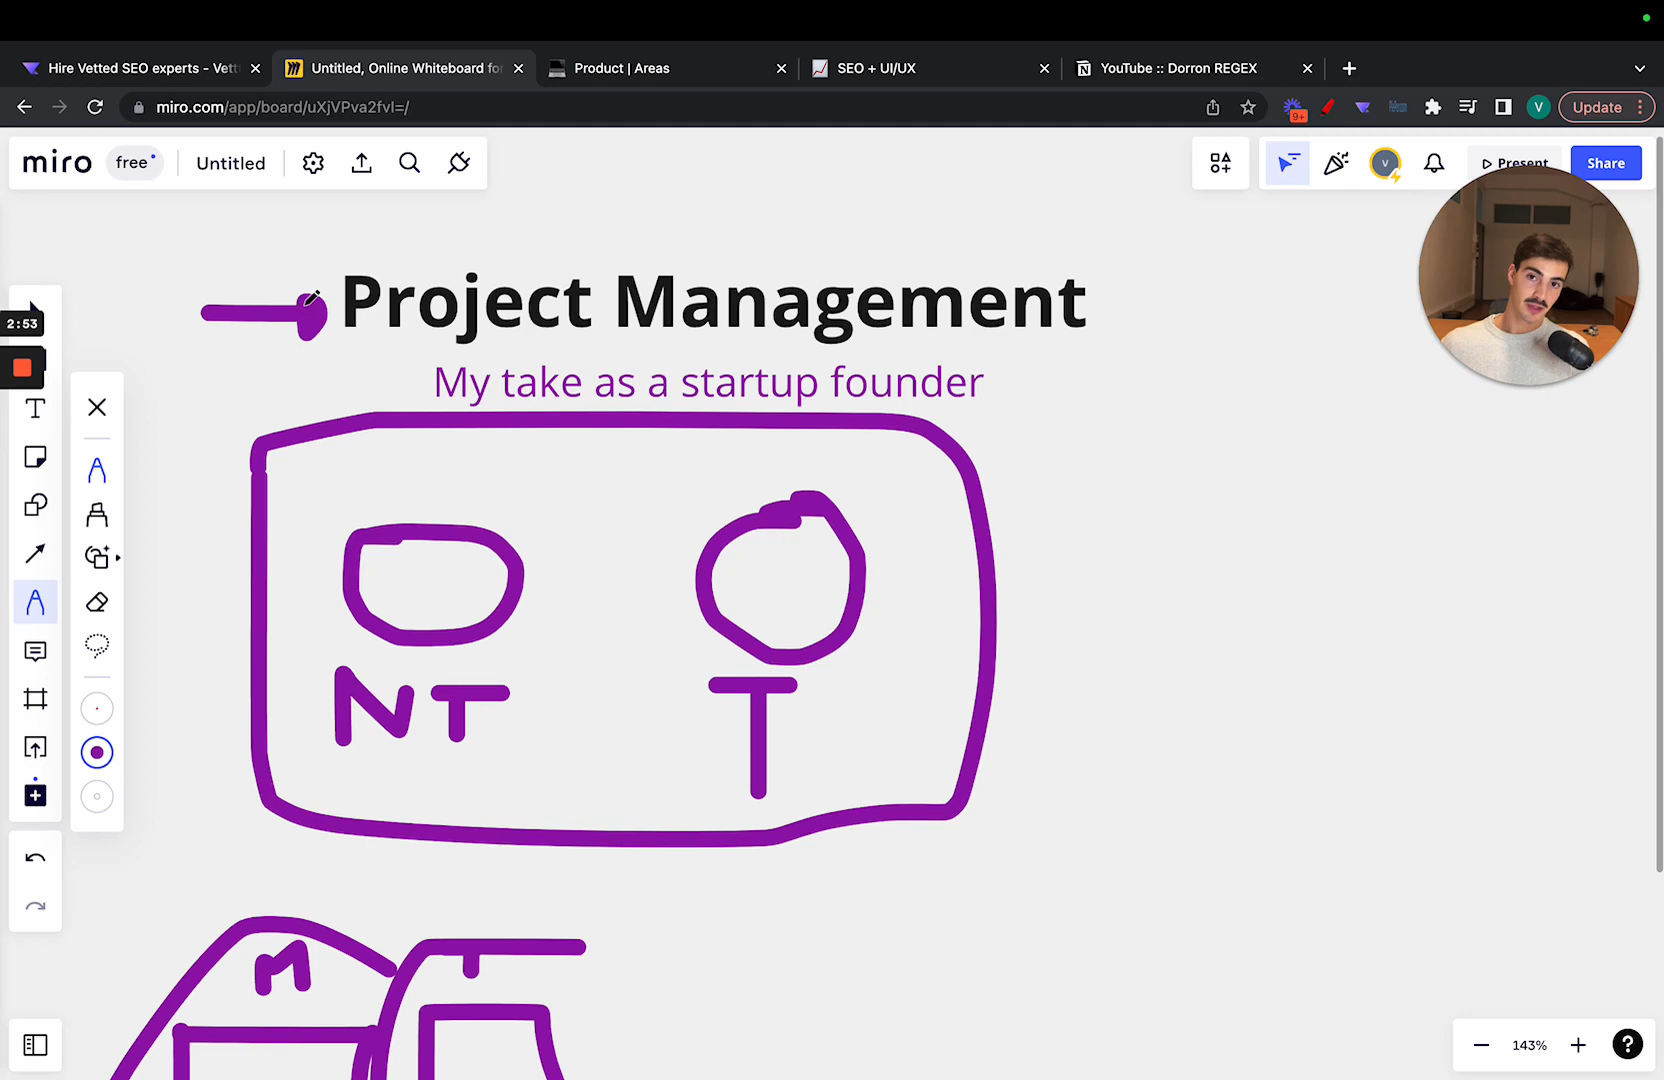 Hire Vetted SEO experts - Vett
Untitled, Online Whiteboard fo
Product | Areas
SEO + UI/UX
YouTube :: Dorron REGEX
miro.com/app/board/uXjVPva2fvI=/
9+
V
Update
miro
free
Untitled
V
Present
Share
Project Management
2:53
My take as a startup founder
T
NT
T
M
T
143%
?